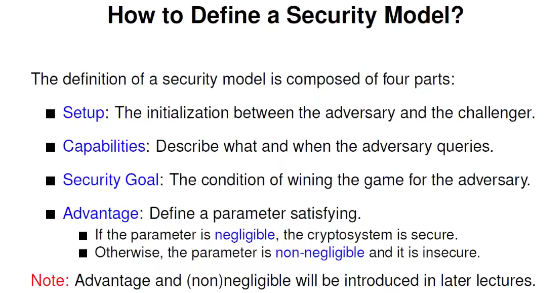 How to Define a Security Model?
The definition of a security model is composed of four parts:
■ Setup: The initialization between the adversary and the challenger.
■ Capabilities: Describe what and when the adversary queries.
■ Security Goal: The condition of wining the game for the adversary.
■ Advantage: Define a parameter satisfying.
■ If the parameter is negligible, the cryptosystem is secure.
■ Otherwise, the parameter is non-negligible and it is insecure.
Note: Advantage and (non)negligible will be introduced in later lectures.